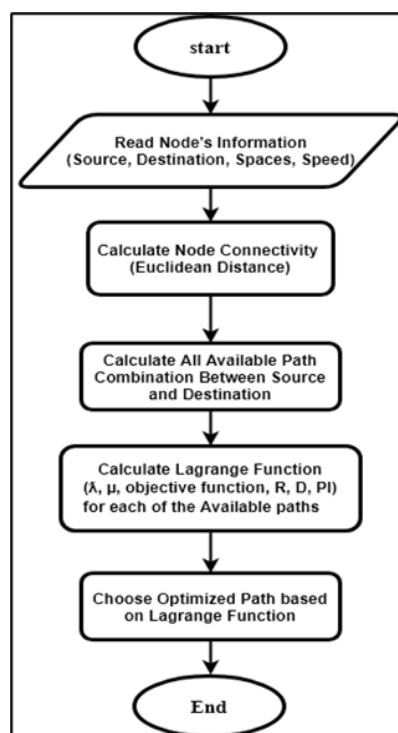 start
Read Node's Information
(Source, Destination, Spaces, Speed)
Calculate Node Connectivity
(Euclidean Distance)
Calculate All Available Path
Combination Between Source
and Destination
Calculate Lagrange Function
(ƛ, μ, objective function, R, D, PI)
for each of the Available paths
Choose Optimized Path based
on Lagrange Function
End